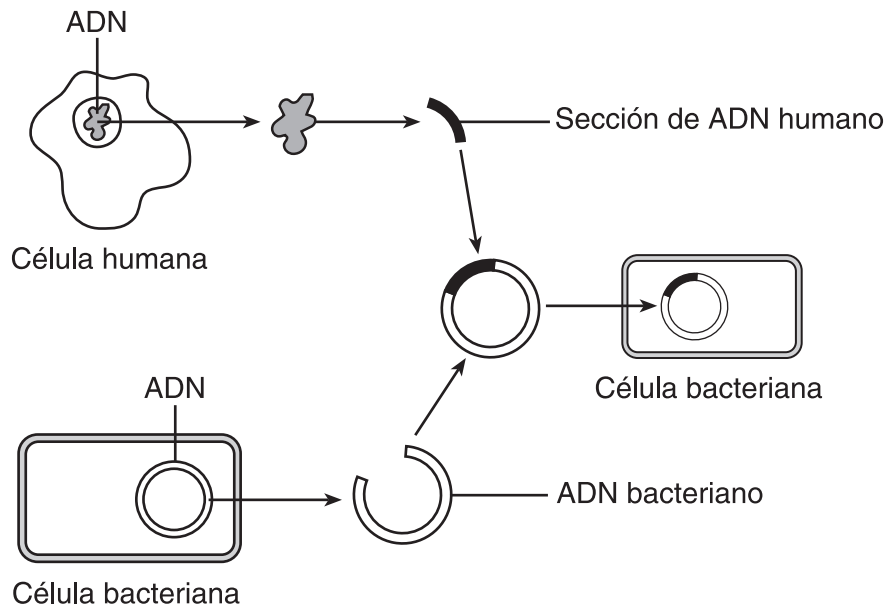 ADN
Sección de ADN humano
Célula humana
Célula bacteriana
ADN
ADN bacteriano
Célula bacteriana